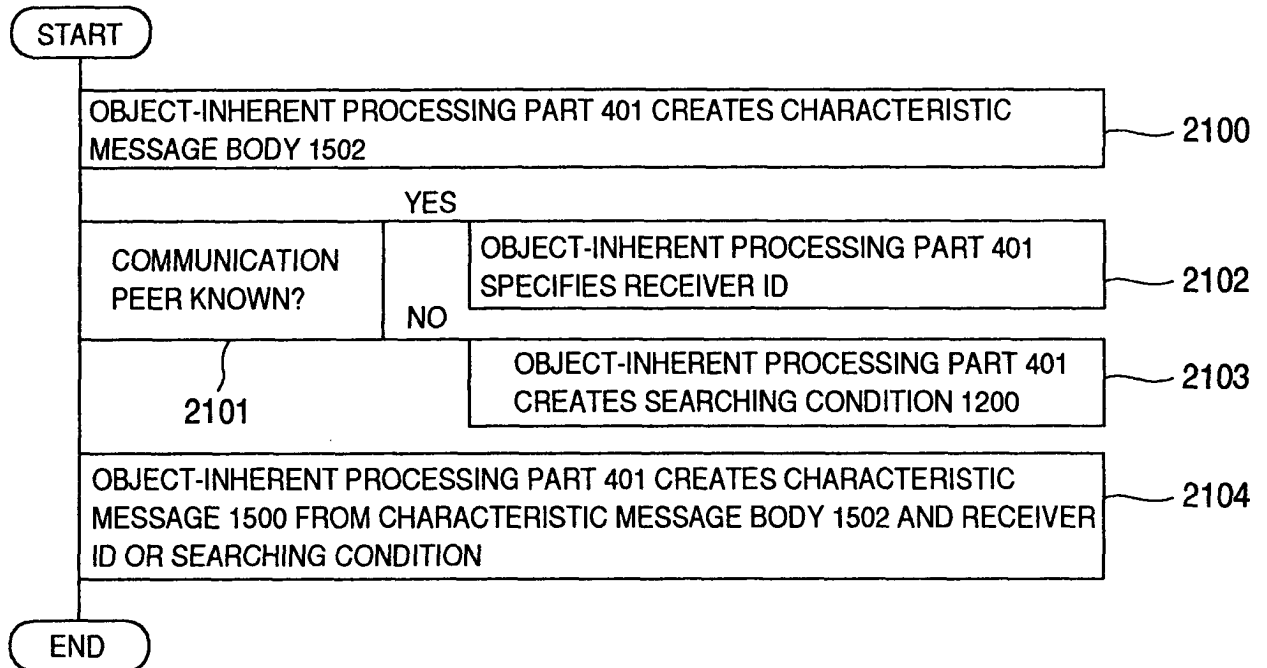 START
OBJECT-INHERENT PROCESSING PART 401 CREATES CHARACTERISTIC
MESSAGE BODY 1502
2100
YES
COMMUNICATION
PEER KNOWN?
OBJECT-INHERENT PROCESSING PART 401
SPECIFIES RECEIVER ID
2102
NO
2101
OBJECT-INHERENT PROCESSING PART 401
CREATES SEARCHING CONDITION 1200
2103
OBJECT-INHERENT PROCESSING PART 401 CREATES CHARACTERISTIC
MESSAGE 1500 FROM CHARACTERISTIC MESSAGE BODY 1502 AND RECEIVER
ID OR SEARCHING CONDITION
2104
END